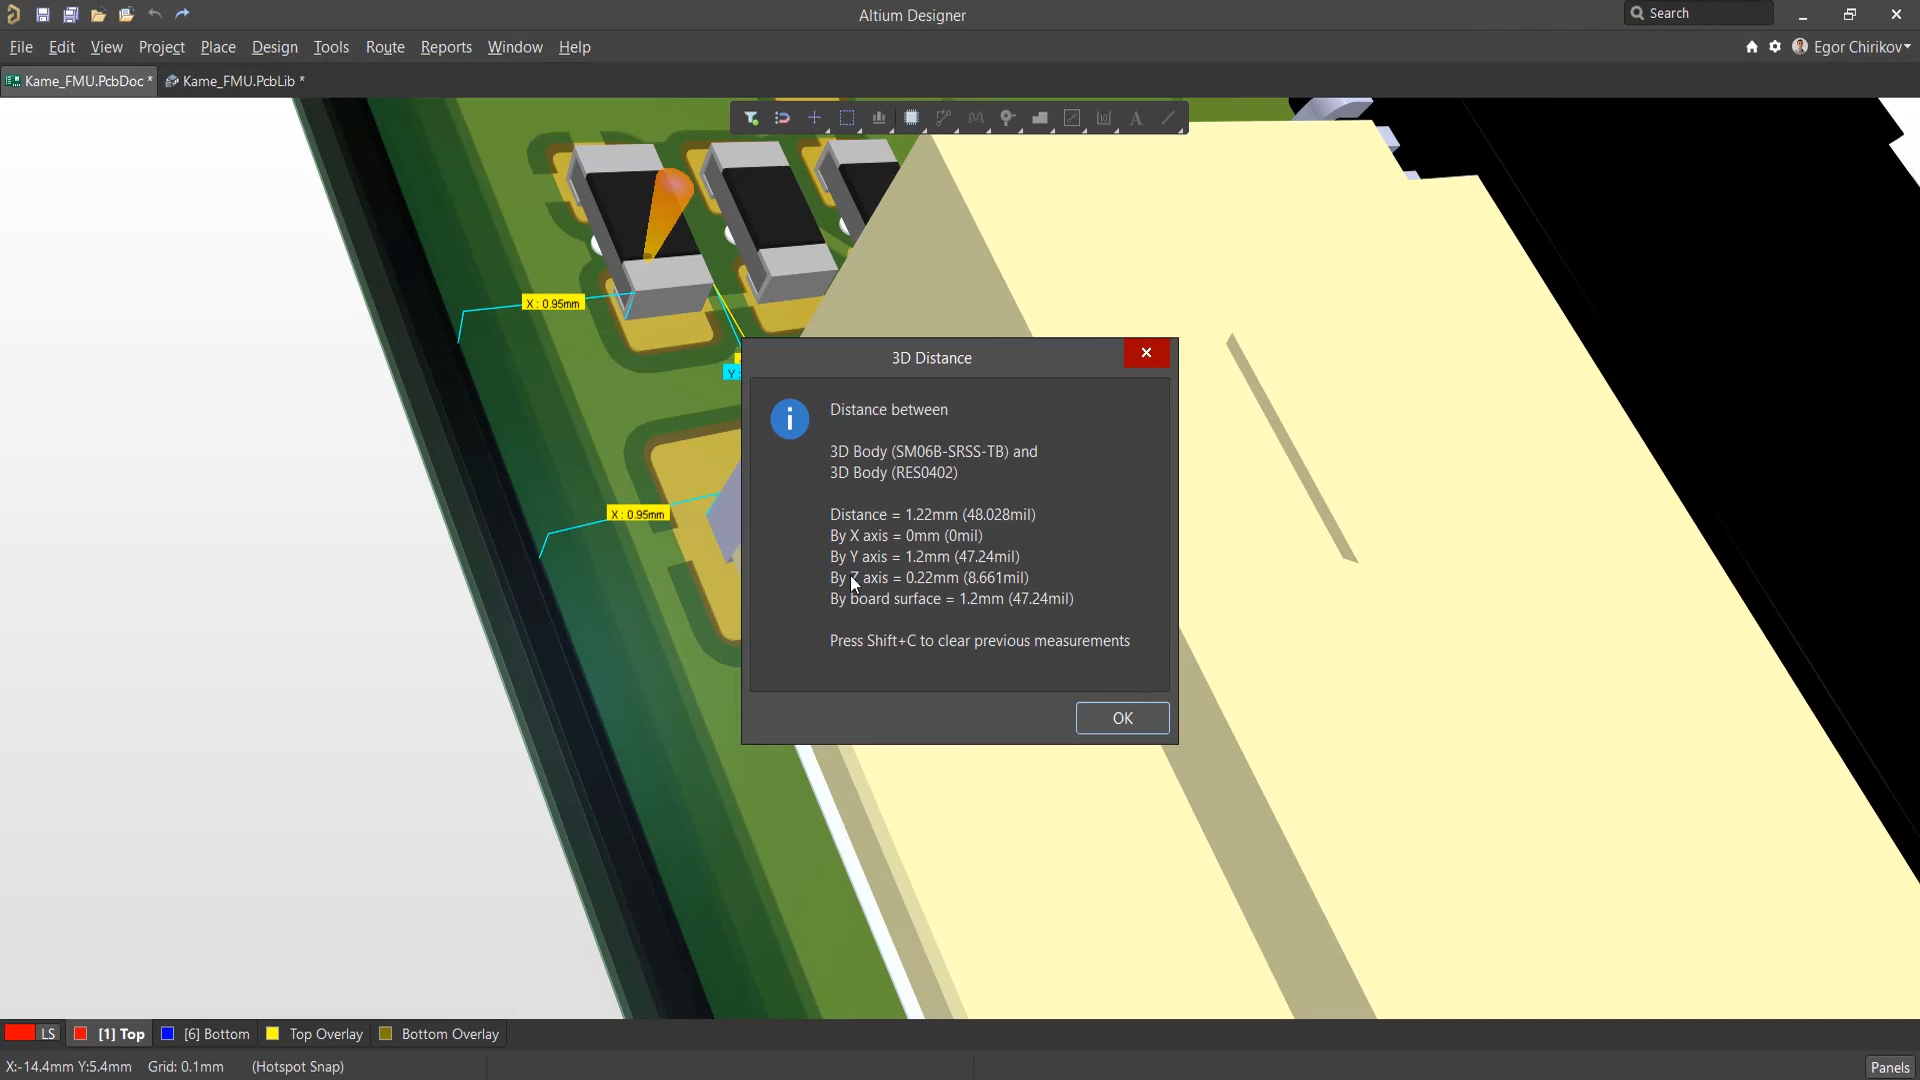 Altium Designer
Search
File Edit View Project Place Design Tools Route Reports Window Help
Egor Chirikov
Kame_FMU.PcbDoc * Kame_FMU.PcbLib *
X : 0.95mm
Y :
X : 0.95mm
3D Distance
Distance between
3D Body (SM06B-SRSS-TB) and
3D Body (RES0402)
Distance = 1.22mm (48.028mil)
By X axis = 0mm (0mil)
By Y axis = 1.2mm (47.24mil)
By Z axis = 0.22mm (8.661mil)
By board surface = 1.2mm (47.24mil)
Press Shift+C to clear previous measurements
OK
LS [1] Top [6] Bottom Top Overlay Bottom Overlay
X:-14.4mm Y:5.4mm Grid: 0.1mm (Hotspot Snap)
Panels